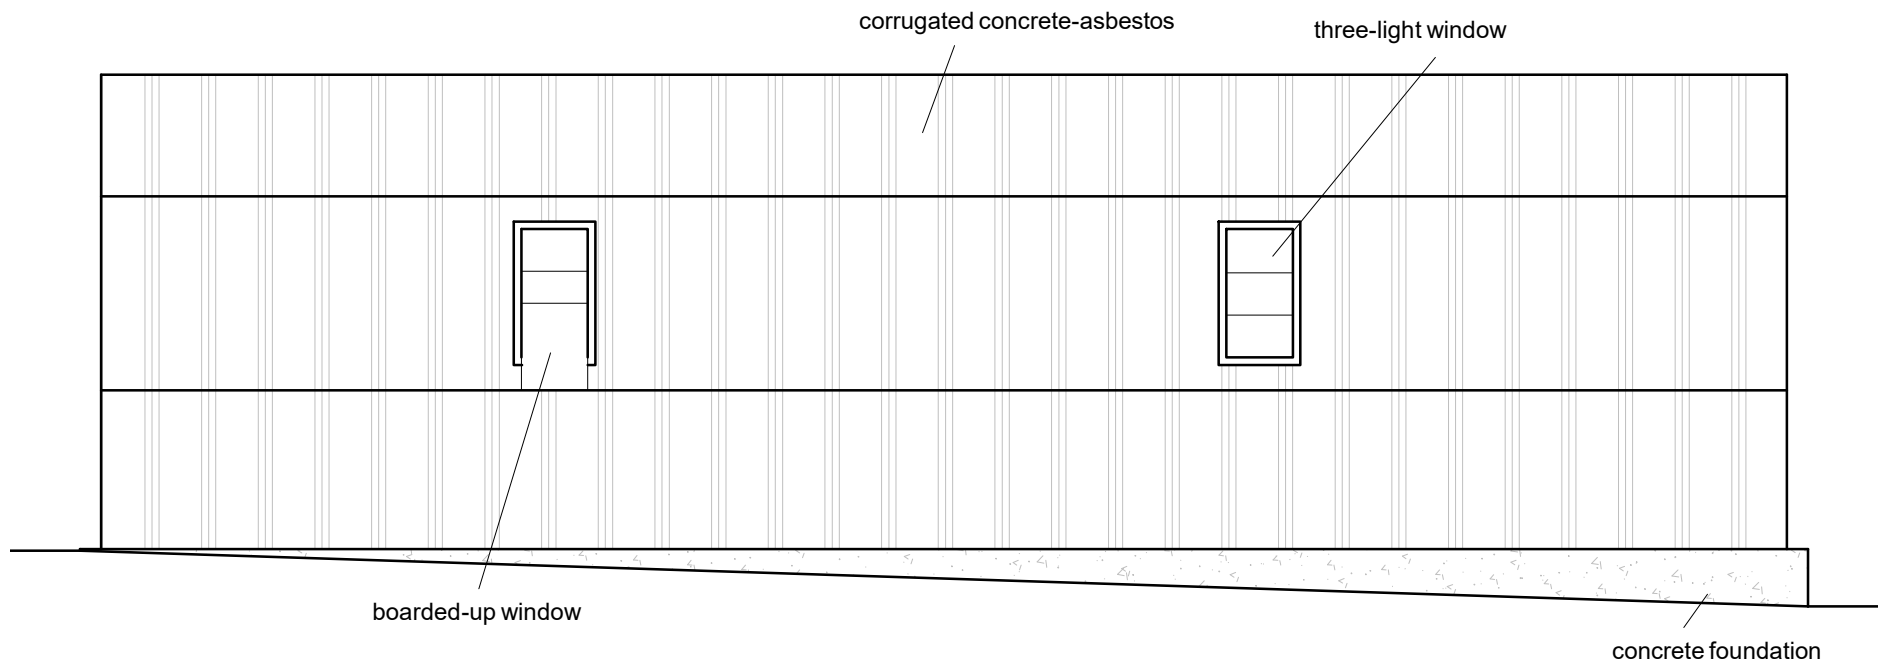 corrugated concrete-asbestos
three-light window
boarded-up window
concrete foundation